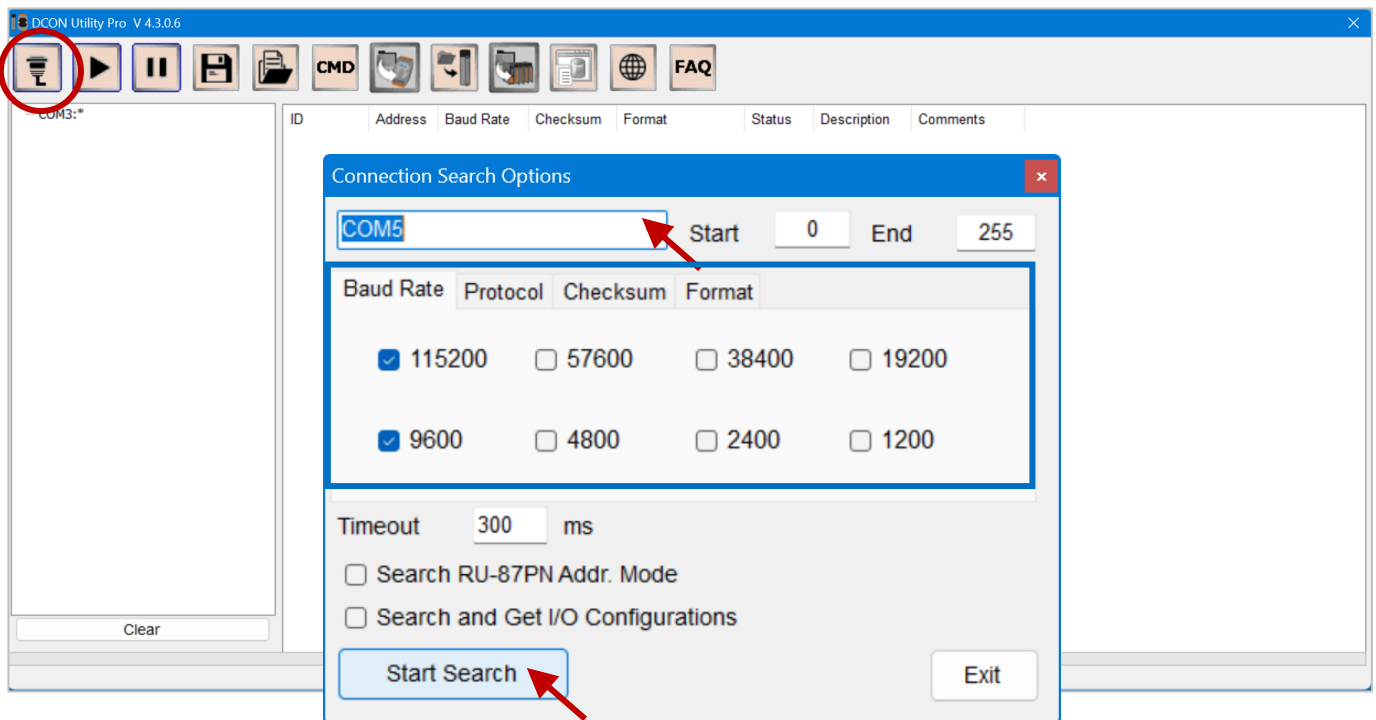 DCON Utility Pro V 4.3.0.6
CMD FAQ
COM3:*
ID Address Baud Rate Checksum Format Status Description Comments
Connection Search Options
COM5 Start 0 End 255
Baud Rate Protocol Checksum Format
115200 57600 38400 19200
9600 4800 2400 1200
Timeout 300 ms
Search RU-87PN Addr. Mode
Search and Get I/O Configurations
Clear
Start Search Exit